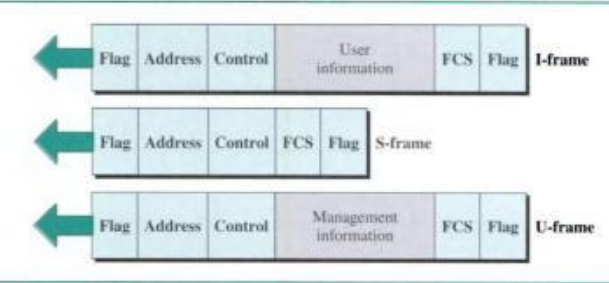 Flag Address Control User information FCS Flag I-frame
Flag Address Control FCS Flag S-frame
Flag Address Control Management information FCS Flag U-frame